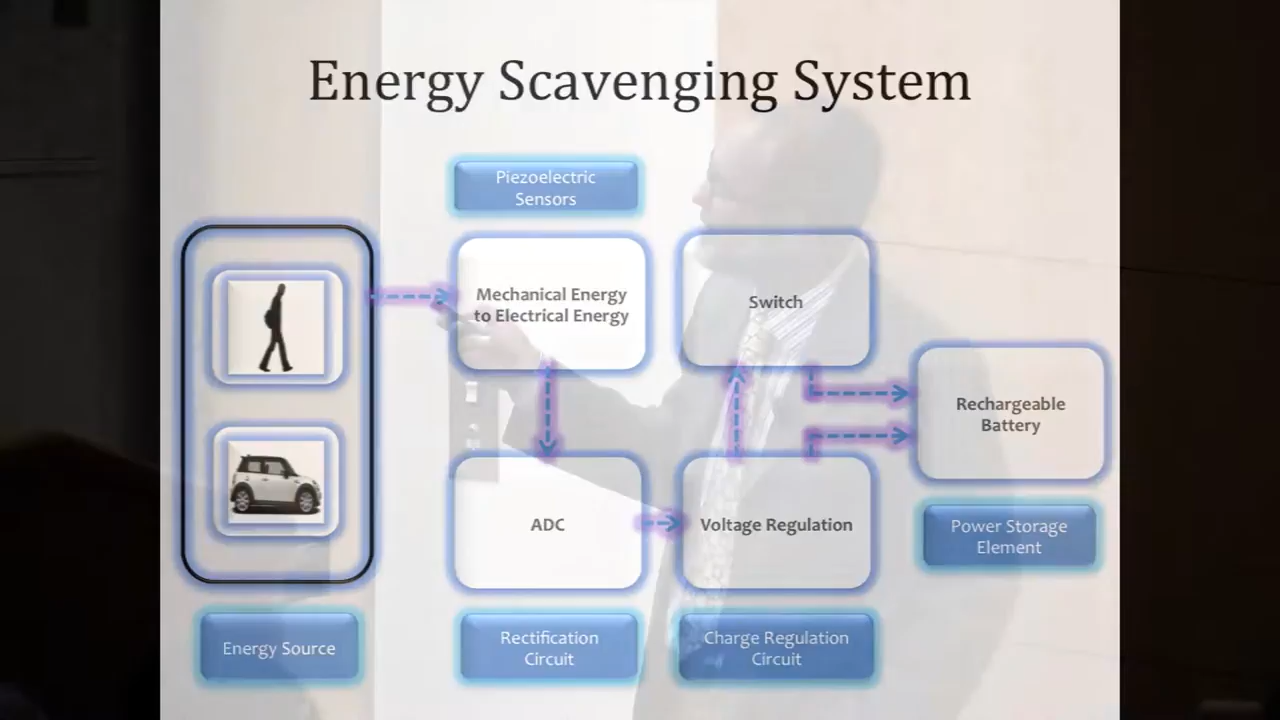 Energy Scavenging System
Piezoelectric
Sensors
Mechanical Energy
to Electrical Energy
Switch
Rechargeable
Battery
ADC
Voltage Regulation
Power Storage
Element
Energy Source
Rectification
Circuit
Charge Regulation
Circuit